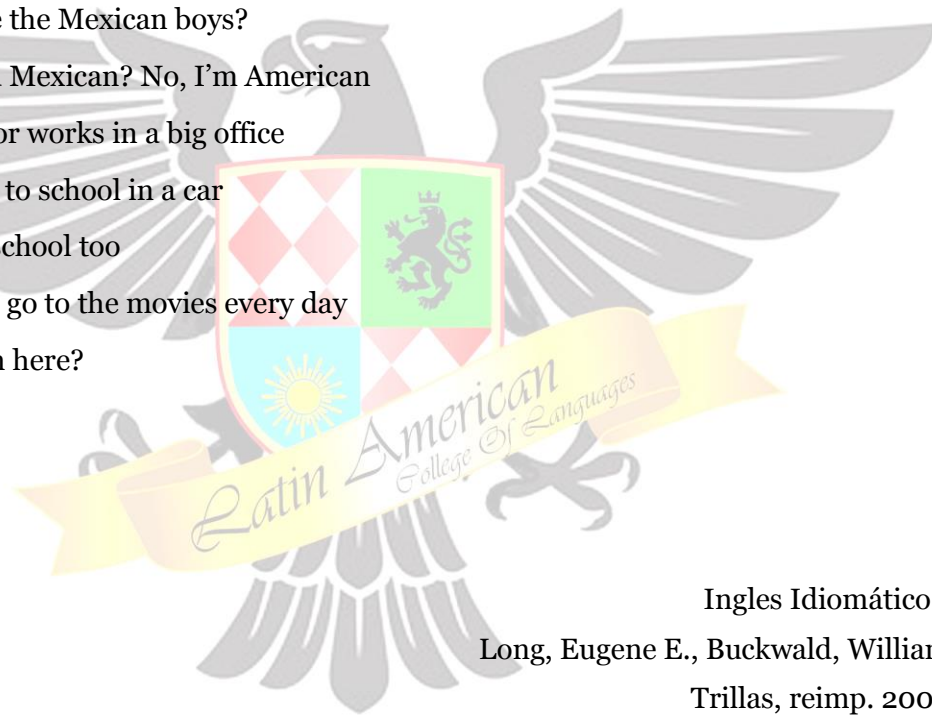 e the Mexican boys?
Mexican? No, I'm American
or works in a big office
to school in a car
school too
go to the movies every day
here?
Latin American
College Of Languages
Ingles Idiomático
Long, Eugene E., Buckwald, Willia
Trillas, reimp. 200